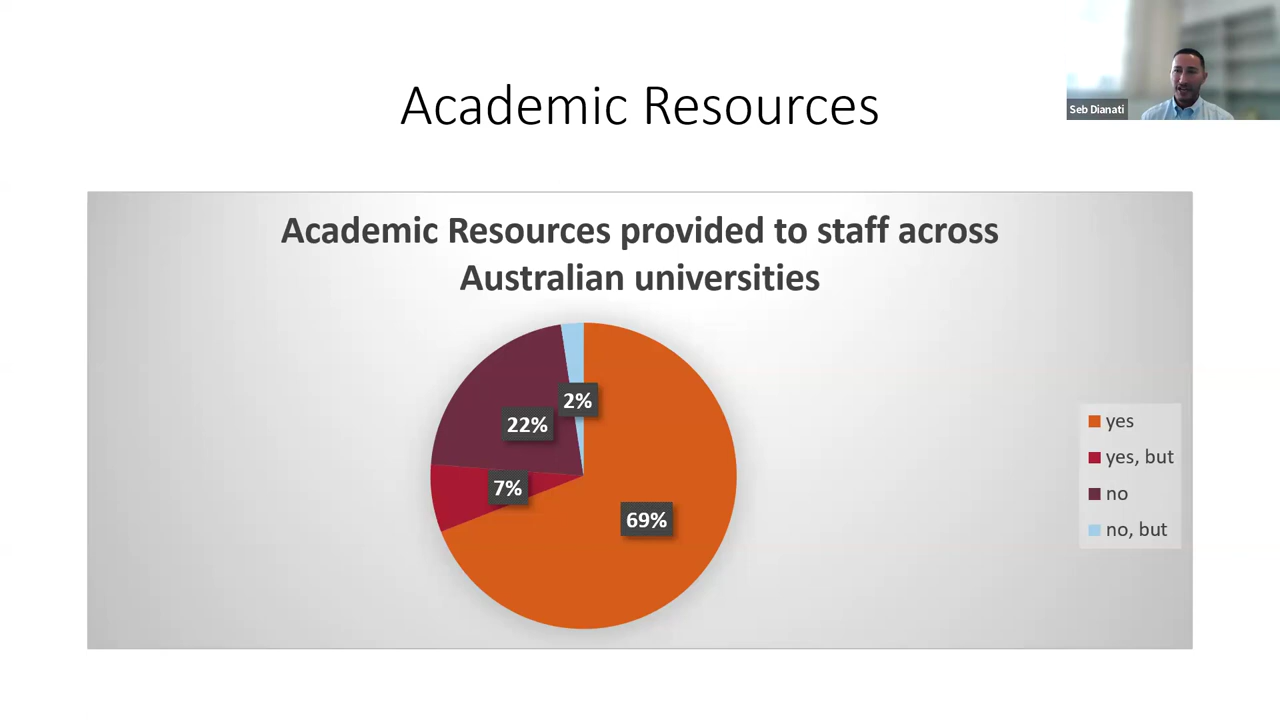 Academic Resources
Seb Dianati
Academic Resources provided to staff across
Australian universities
2%
22%
7%
69%
yes
yes, but
no
no, but